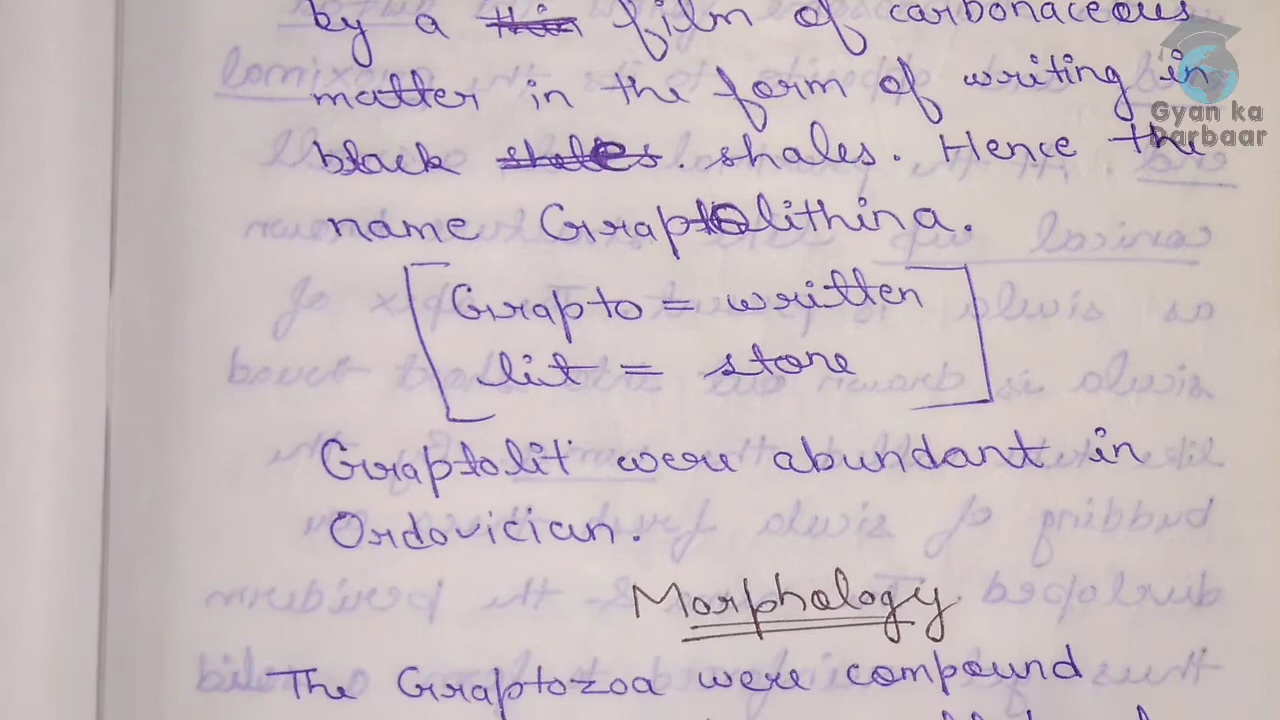 by a film of carbonaceous
matter in the form of writing in
black shales. Hence the
name Graptolithina.
Grapto = written
lit = store
Graptolit were abundant in
Ordovician.
Morphology
The Graptozoa were compound
Gyan ka
Darbaar